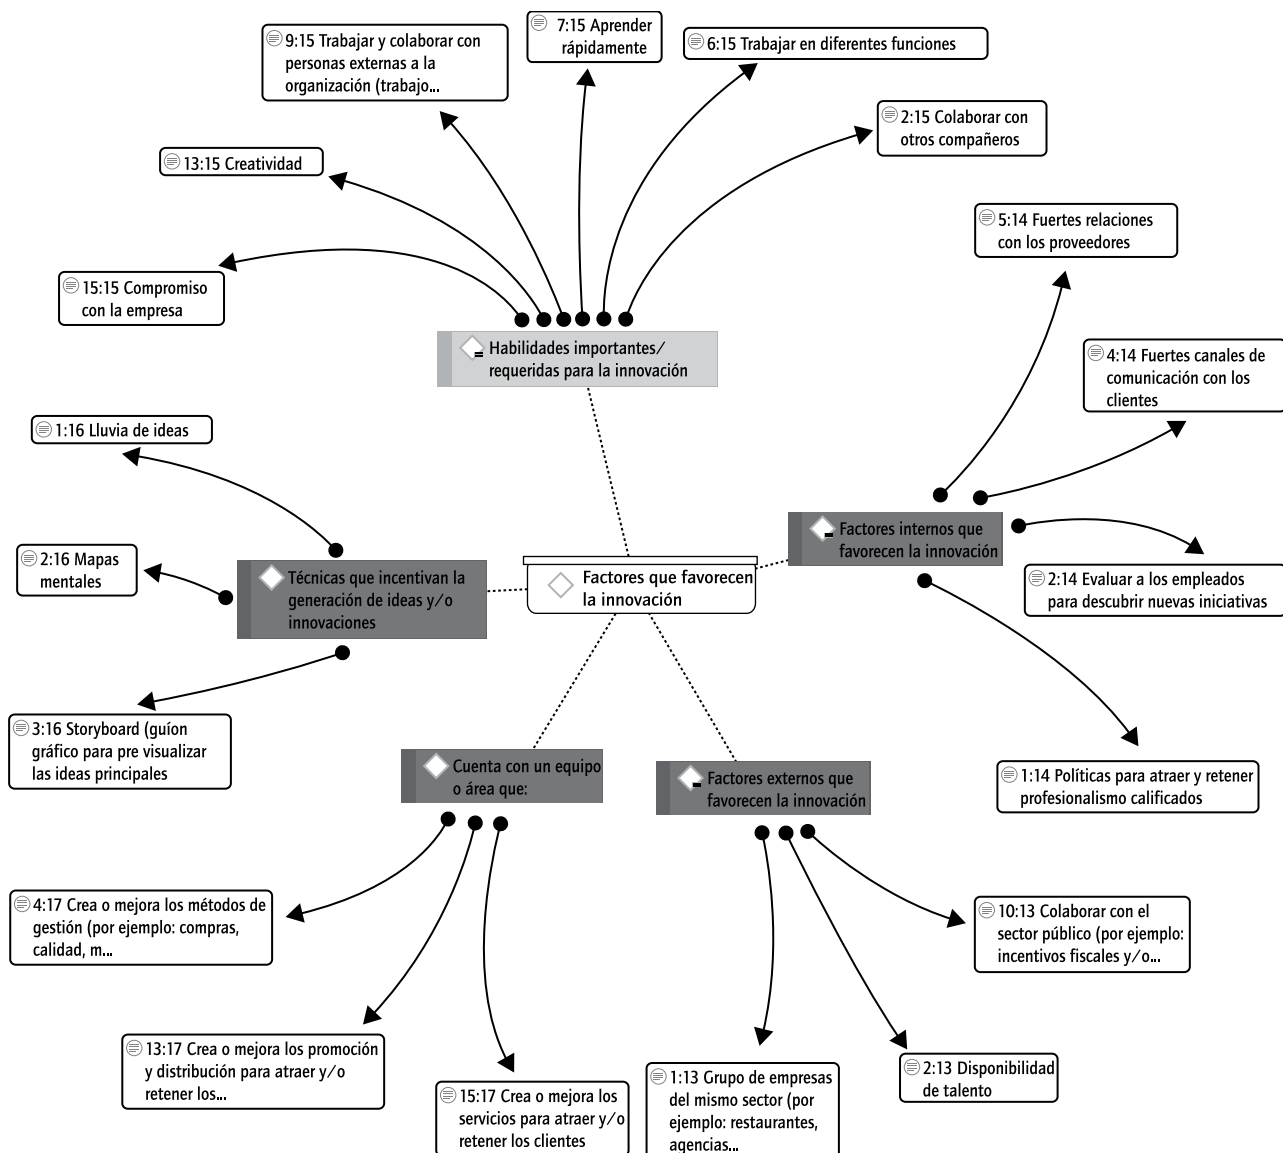 7:15 Aprender
rápidamente
9:15 Trabajar y colaborar con
personas externas a la
organización (trabajo...
6:15 Trabajar en diferentes funciones
2:15 Colaborar con
otros compañeros
13:15 Creatividad
5:14 Fuertes relaciones
con los proveedores
15:15 Compromiso
con la empresa
Habilidades importantes/
requeridas para la innovación
4:14 Fuertes canales de
comunicación con los
clientes
1:16 Lluvia de ideas
Factores internos que
favorecen la innovación
2:16 Mapas
mentales
Técnicas que incentivan la
generación de ideas y/o
innovaciones
Factores que favorecen
la innovación
2:14 Evaluar a los empleados
para descubrir nuevas iniciativas
3:16 Storyboard (guíon
gráfico para pre visualizar
las ideas principales
Cuenta con un equipo
o área que:
Factores externos que
favorecen la innovación
1:14 Políticas para atraer y retener
profesionalismo calificados
4:17 Crea o mejora los métodos de
gestión (por ejemplo: compras,
calidad, m...
10:13 Colaborar con el
sector público (por ejemplo:
incentivos fiscales y/o...
13:17 Crea o mejora los promoción
y distribución para atraer y/o
retener los...
15:17 Crea o mejora los
servicios para atraer y/o
retener los clientes
1:13 Grupo de empresas
del mismo sector (por
ejemplo: restaurantes,
agencias...
2:13 Disponibilidad
de talento